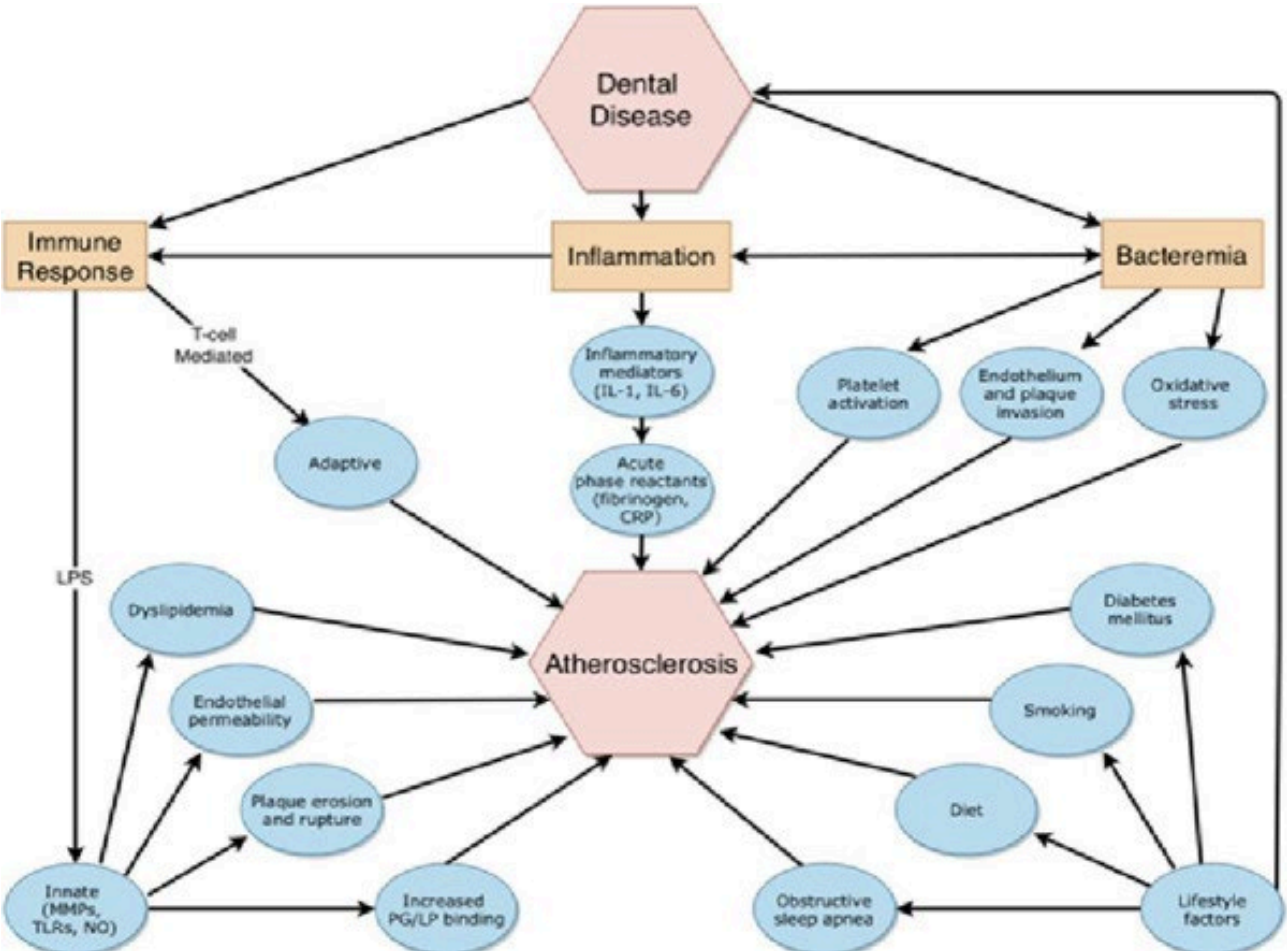 Dental
Disease
Immune
Response
Inflammation
Bacteremia
T-cell
Mediated
Inflammatory
mediators
(IL-1, IL-6)
Platelet
activation
Endothelium
and plaque
invasion
Oxidative
stress
Adaptive
Acute
phase reactants
(fibrinogen,
CRP)
LPS
Dyslipidemia
Diabetes
mellitus
Atherosclerosis
Endothelial
permeability
Smoking
Plaque erosion
and rupture
Diet
Innate
(MMPs,
TLRs, NO)
Increased
PG/LP binding
Obstructive
sleep apnea
Lifestyle
factors